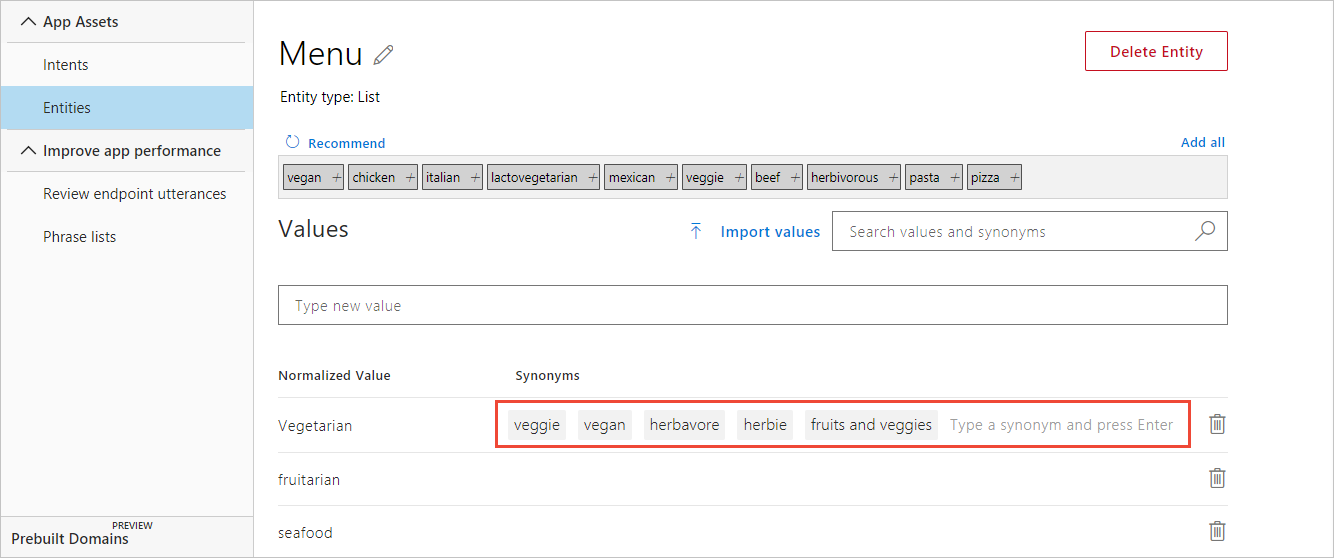 App Assets
Intents
Entities
Improve app performance
Review endpoint utterances
Phrase lists
PREVIEW
Prebuilt Domains
Menu
Delete Entity
Entity type: List
Recommend
Add all
vegan + chicken + italian + lactovegetarian + mexican + veggie + beef + herbivorous + pasta + pizza +
Values
Import values
Search values and synonyms
Type new value
Normalized Value Synonyms
Vegetarian veggie vegan herbavore herbie fruits and veggies Type a synonym and press Enter
fruitarian
seafood